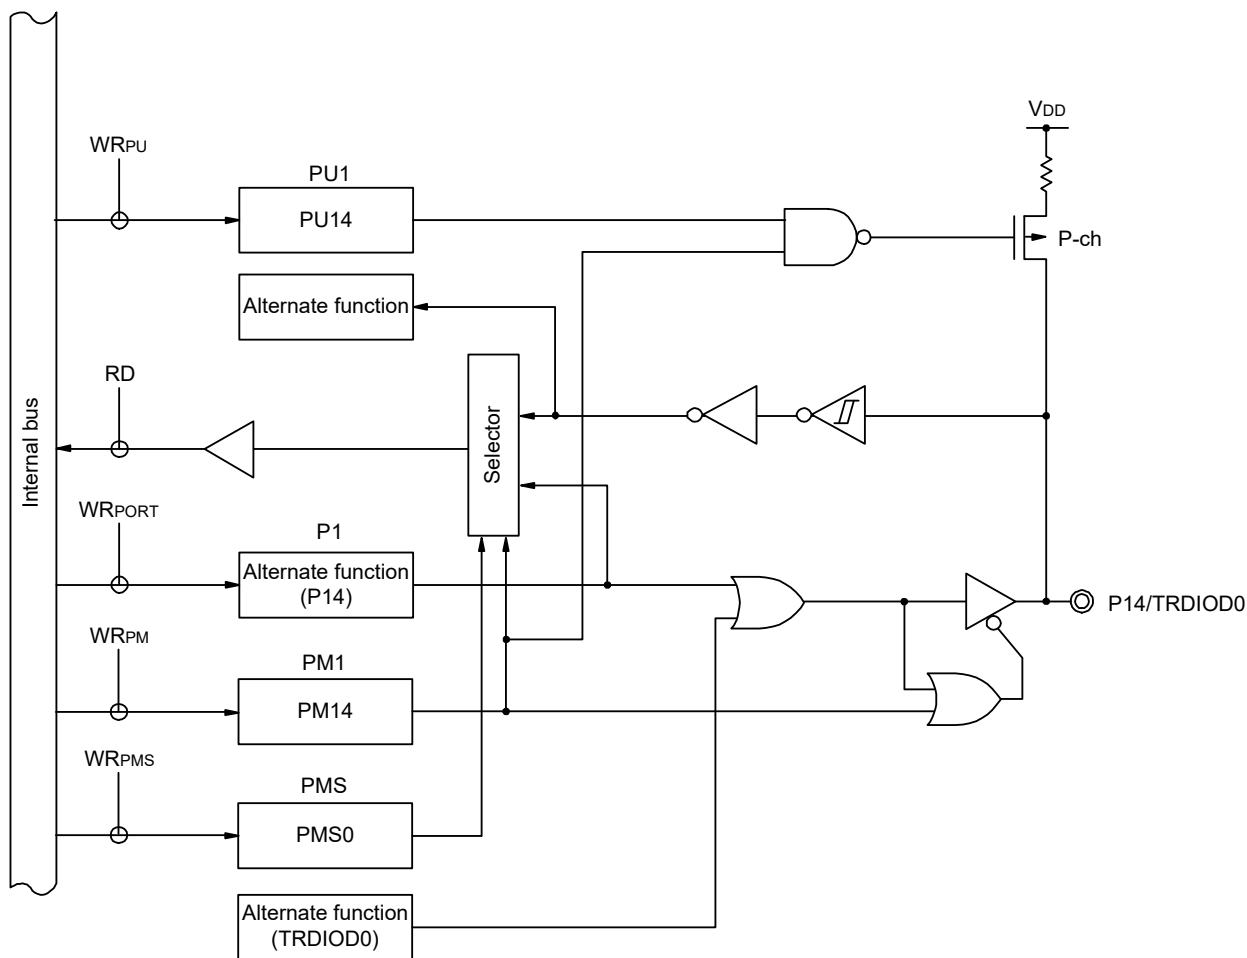 VDD
WRPU
PU1
PU14
P-ch
Alternate function
RD
Internal bus
Selector
WRPORT
P1
Alternate function
(P14)
P14/TRDIOD0
WRPM
PM1
PM14
WRPMS
PMS
PMS0
Alternate function
(TRDIOD0)